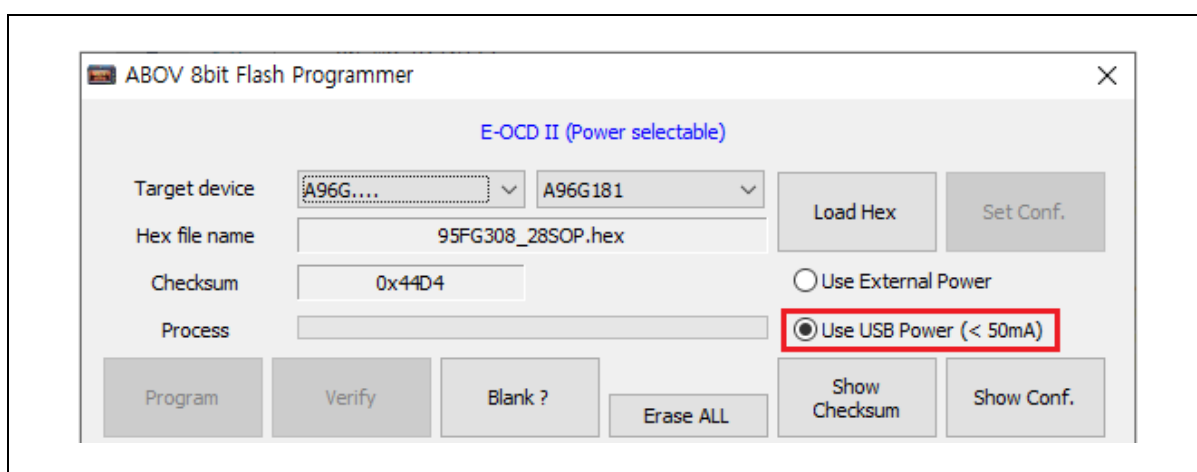 ABOV 8bit Flash Programmer
E-OCD II (Power selectable)
Target device A96G.... A96G181
Load Hex Set Conf.
Hex file name 95FG308_28SOP.hex
Checksum 0x44D4 Use External Power
Process Use USB Power (< 50mA)
Program Verify Blank ? Erase ALL
Show
Checksum
Show Conf.